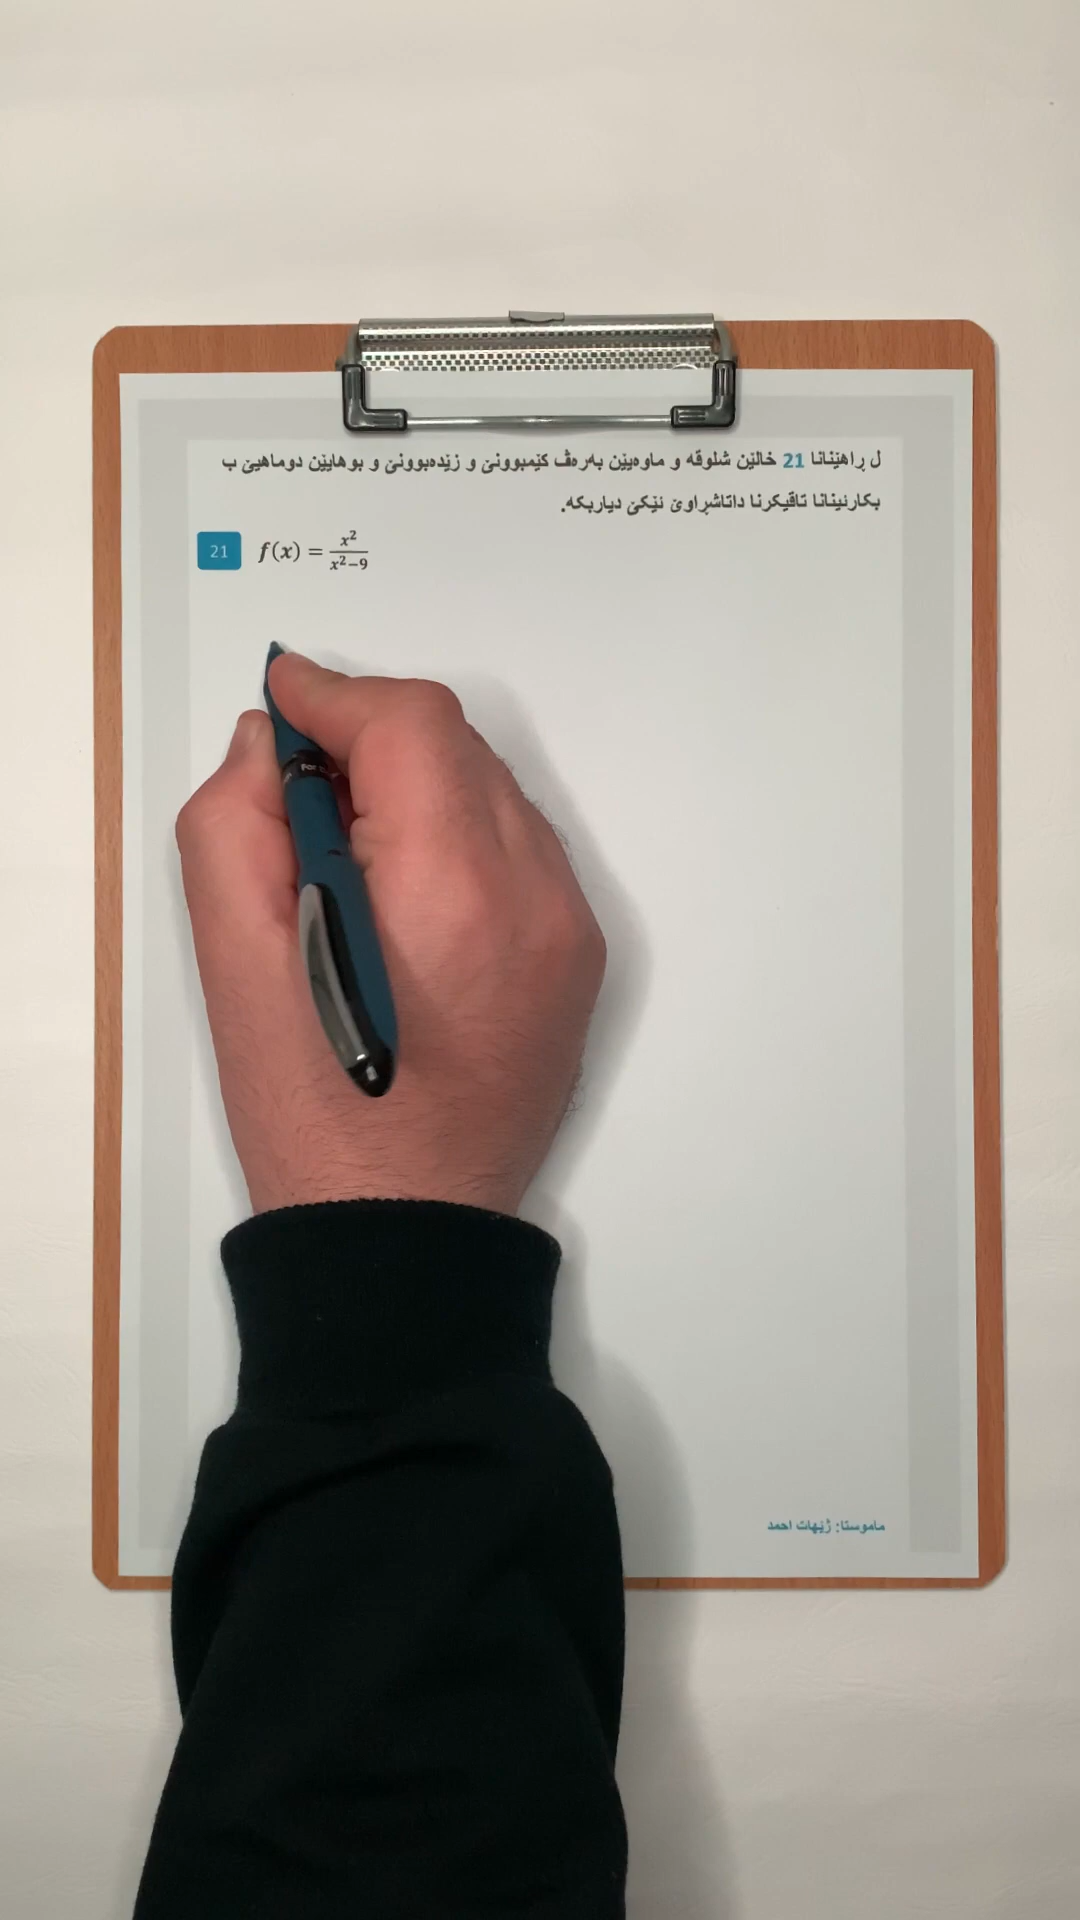 ل ڕاهێنانا 21 خالێن شلوقە و ماوەیێن بەرەڤ کێمبوونێ و زێدەبوونێ و بوهایێن دوماهیێ ب
بکارئینانا تاقیکرنا داتاشراوێ ئێکێ دیاربکە.
21 f(x) = x²/x²−9
ماموستا: ژێهات احمد